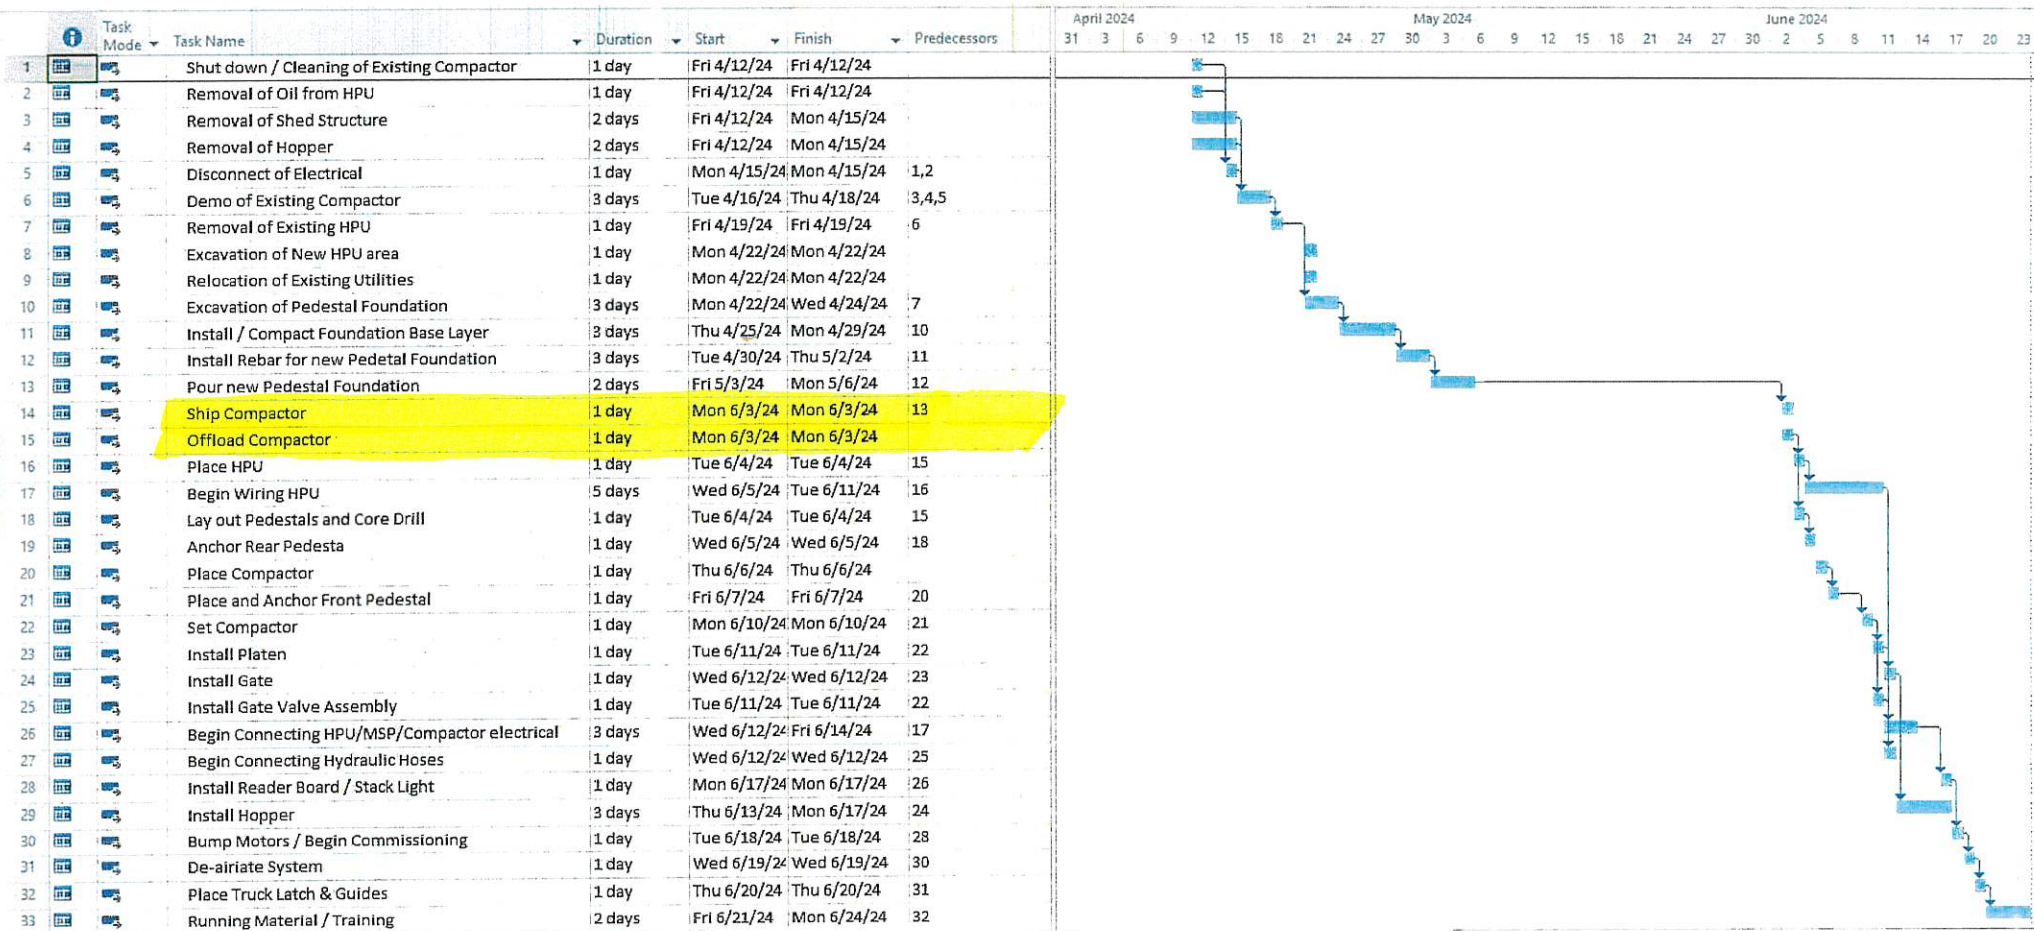 April 2024 May 2024 June 2024
Task Mode Task Name Duration Start Finish Predecessors 31 3 6 9 12 15 18 21 24 27 30 3 6 9 12 15 18 21 24 27 30 2 5 8 11 14 17 20 23
1 Shut down / Cleaning of Existing Compactor 1 day Fri 4/12/24 Fri 4/12/24
2 Removal of Oil from HPU 1 day Fri 4/12/24 Fri 4/12/24
3 Removal of Shed Structure 2 days Fri 4/12/24 Mon 4/15/24
4 Removal of Hopper 2 days Fri 4/12/24 Mon 4/15/24
5 Disconnect of Electrical 1 day Mon 4/15/24 Mon 4/15/24 1,2
6 Demo of Existing Compactor 3 days Tue 4/16/24 Thu 4/18/24 3,4,5
7 Removal of Existing HPU 1 day Fri 4/19/24 Fri 4/19/24 6
8 Excavation of New HPU area 1 day Mon 4/22/24 Mon 4/22/24
9 Relocation of Existing Utilities 1 day Mon 4/22/24 Mon 4/22/24
10 Excavation of Pedestal Foundation 3 days Mon 4/22/24 Wed 4/24/24 7
11 Install / Compact Foundation Base Layer 3 days Thu 4/25/24 Mon 4/29/24 10
12 Install Rebar for new Pedetal Foundation 3 days Tue 4/30/24 Thu 5/2/24 11
13 Pour new Pedestal Foundation 2 days Fri 5/3/24 Mon 5/6/24 12
14 Ship Compactor 1 day Mon 6/3/24 Mon 6/3/24 13
15 Offload Compactor 1 day Mon 6/3/24 Mon 6/3/24
16 Place HPU 1 day Tue 6/4/24 Tue 6/4/24 15
17 Begin Wiring HPU 5 days Wed 6/5/24 Tue 6/11/24 16
18 Lay out Pedestals and Core Drill 1 day Tue 6/4/24 Tue 6/4/24 15
19 Anchor Rear Pedesta 1 day Wed 6/5/24 Wed 6/5/24 18
20 Place Compactor 1 day Thu 6/6/24 Thu 6/6/24
21 Place and Anchor Front Pedestal 1 day Fri 6/7/24 Fri 6/7/24 20
22 Set Compactor 1 day Mon 6/10/24 Mon 6/10/24 21
23 Install Platen 1 day Tue 6/11/24 Tue 6/11/24 22
24 Install Gate 1 day Wed 6/12/24 Wed 6/12/24 23
25 Install Gate Valve Assembly 1 day Tue 6/11/24 Tue 6/11/24 22
26 Begin Connecting HPU/MSP/Compactor electrical 3 days Wed 6/12/24 Fri 6/14/24 17
27 Begin Connecting Hydraulic Hoses 1 day Wed 6/12/24 Wed 6/12/24 25
28 Install Reader Board / Stack Light 1 day Mon 6/17/24 Mon 6/17/24 26
29 Install Hopper 3 days Thu 6/13/24 Mon 6/17/24 24
30 Bump Motors / Begin Commissioning 1 day Tue 6/18/24 Tue 6/18/24 28
31 De-airiate System 1 day Wed 6/19/24 Wed 6/19/24 30
32 Place Truck Latch & Guides 1 day Thu 6/20/24 Thu 6/20/24 31
33 Running Material / Training 2 days Fri 6/21/24 Mon 6/24/24 32